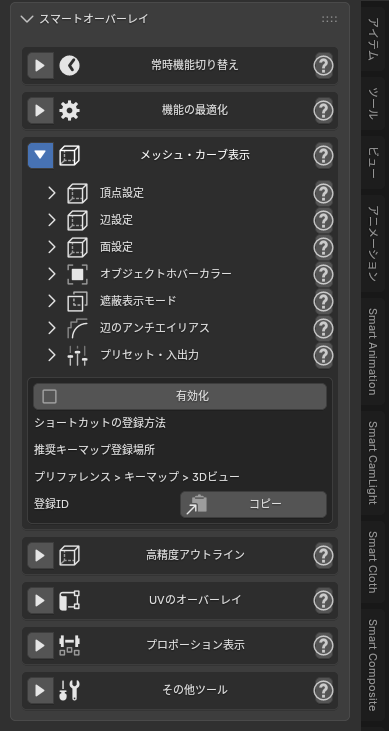 スマートオーバーレイ
常時機能切り替え
機能の最適化
メッシュ・カーブ表示
頂点設定
辺設定
面設定
オブジェクトホバーカラー
遮蔽表示モード
辺のアンチエイリアス
プリセット・入出力
有効化
ショートカットの登録方法
推奨キーマップ登録場所
プリファレンス > キーマップ > 3Dビュー
登録ID
コピー
高精度アウトライン
UVのオーバーレイ
プロポーション表示
その他ツール
アイテム
ツール
ビュー
アニメーション
Smart Animation
Smart CamLight
Smart Cloth
Smart Composite